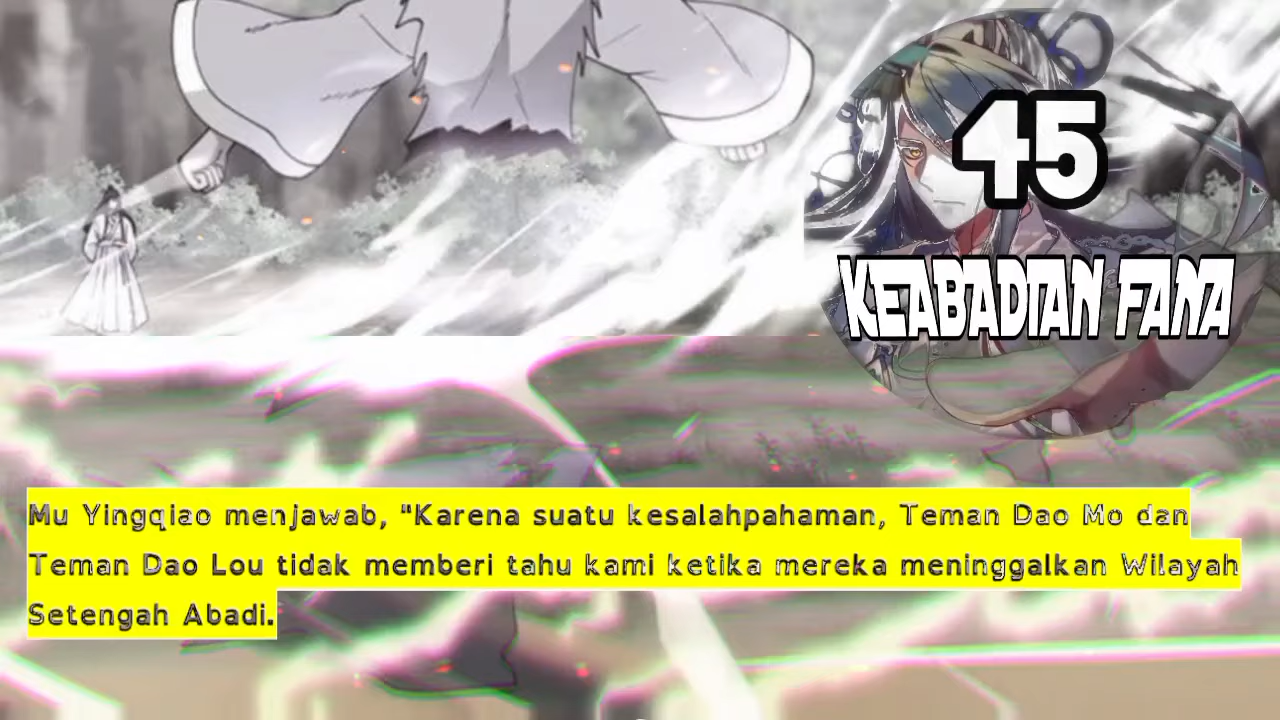 45
KEABADIAN FANA
Mu Yingqiao menjawab, "Karena suatu kesalahpahaman, Teman Dao Mo dan
Teman Dao Lou tidak memberi tahu kami ketika mereka meninggalkan Wilayah
Setengah Abadi.